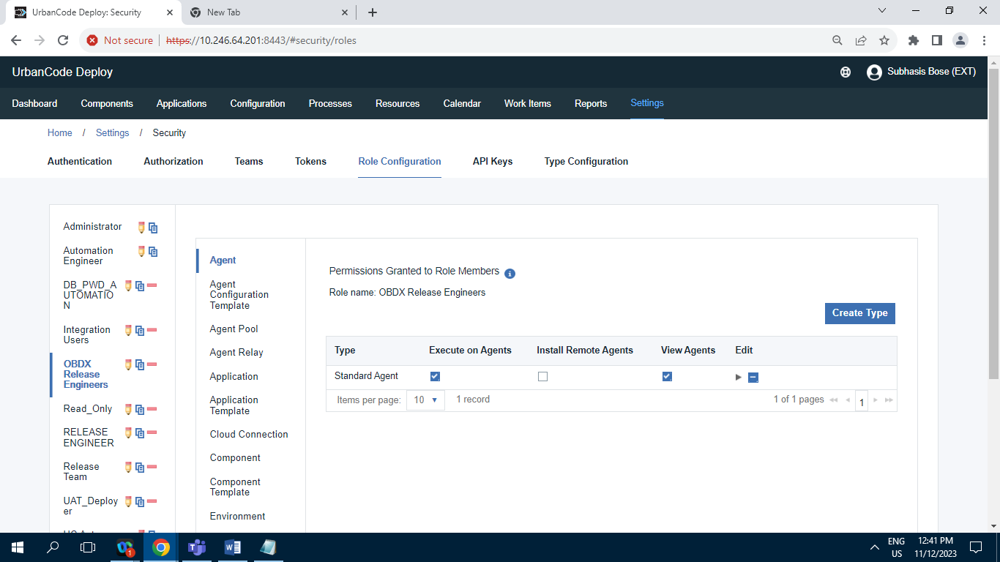 UrbanCode Deploy: Security
New Tab
Not secure
https://10.246.64.201:8443/#security/roles
UrbanCode Deploy
Subhasis Bose (EXT)
Dashboard Components Applications Configuration Processes Resources Calendar Work Items Reports Settings
Home / Settings / Security
Authentication Authorization Teams Tokens Role Configuration API Keys Type Configuration
Administrator
Automation
Engineer
DB_PWD_A
UTOMATIO
N
Integration
Users
OBDX
Release
Engineers
Read_Only
RELEASE
ENGINEER
Release
Team
UAT_Deploy
er
Agent
Agent
Configuration
Template
Agent Pool
Agent Relay
Application
Application
Template
Cloud Connection
Component
Component
Template
Environment
Permissions Granted to Role Members
Role name: OBDX Release Engineers
Create Type
Type Execute on Agents Install Remote Agents View Agents Edit
Standard Agent
Items per page: 10 1 record 1 of 1 pages 1
1
ENG
US
12:41 PM
11/12/2023